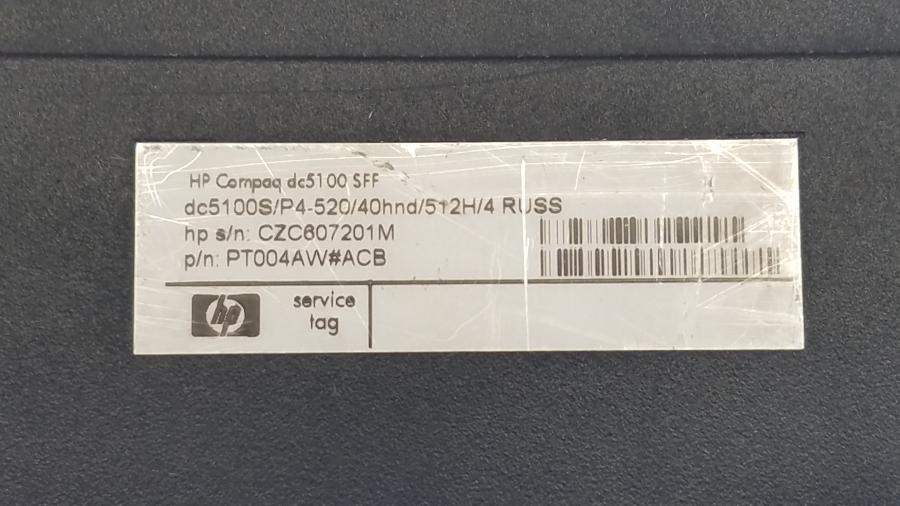 HP Compaq dc5100 SFF
dc5100S/P4-520/40hnd/512H/4 RUSS
hp s/n: CZC607201M
p/n: PT004AW#ACB
hp
service
tag